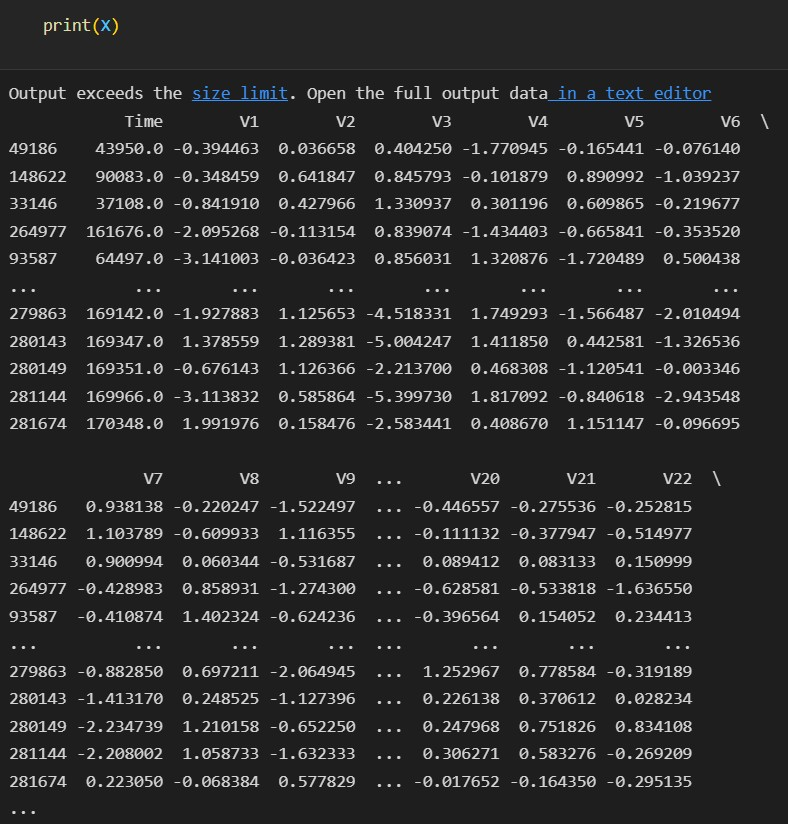 print(X)
Output exceeds the size limit. Open the full output data in a text editor
Time V1 V2 V3 V4 V5 V6 \
49186 43950.0 -0.394463 0.036658 0.404250 -1.770945 -0.165441 -0.076140
148622 90083.0 -0.348459 0.641847 0.845793 -0.101879 0.890992 -1.039237
33146 37108.0 -0.841910 0.427966 1.330937 0.301196 0.609865 -0.219677
264977 161676.0 -2.095268 -0.113154 0.839074 -1.434403 -0.665841 -0.353520
93587 64497.0 -3.141003 -0.036423 0.856031 1.320876 -1.720489 0.500438
... ... ... ... ... ... ... ...
279863 169142.0 -1.927883 1.125653 -4.518331 1.749293 -1.566487 -2.010494
280143 169347.0 1.378559 1.289381 -5.004247 1.411850 0.442581 -1.326536
280149 169351.0 -0.676143 1.126366 -2.213700 0.468308 -1.120541 -0.003346
281144 169966.0 -3.113832 0.585864 -5.399730 1.817092 -0.840618 -2.943548
281674 170348.0 1.991976 0.158476 -2.583441 0.408670 1.151147 -0.096695
V7 V8 V9 ... V20 V21 V22 \
49186 0.938138 -0.220247 -1.522497 ... -0.446557 -0.275536 -0.252815
148622 1.103789 -0.609933 1.116355 ... -0.111132 -0.377947 -0.514977
33146 0.900994 0.060344 -0.531687 ... 0.089412 0.083133 0.150999
264977 -0.428983 0.858931 -1.274300 ... -0.628581 -0.533818 -1.636550
93587 -0.410874 1.402324 -0.624236 ... -0.396564 0.154052 0.234413
... ... ... ... ... ... ... ...
279863 -0.882850 0.697211 -2.064945 ... 1.252967 0.778584 -0.319189
280143 -1.413170 0.248525 -1.127396 ... 0.226138 0.370612 0.028234
280149 -2.234739 1.210158 -0.652250 ... 0.247968 0.751826 0.834108
281144 -2.208002 1.058733 -1.632333 ... 0.306271 0.583276 -0.269209
281674 0.223050 -0.068384 0.577829 ... -0.017652 -0.164350 -0.295135
...